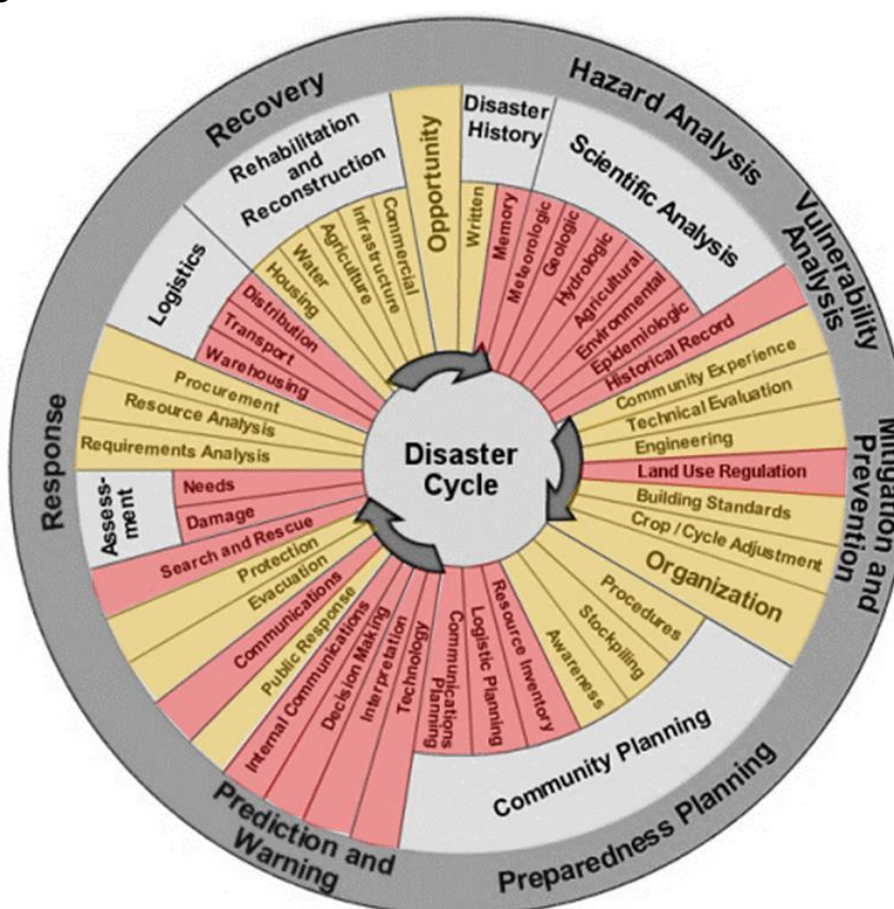 Disaster
Cycle
Hazard Analysis
Disaster
History
Written
Memory
Scientific Analysis
Meteorologic
Geologic
Hydrologic
Agricultural
Environmental
Epidemiologic
Vulnerability
Analysis
Historical Record
Community Experience
Technical Evaluation
Engineering
Mitigation and
Prevention
Land Use Regulation
Building Standards
Crop / Cycle Adjustment
Organization
Preparedness Planning
Community Planning
Procedures
Stockpiling
Awareness
Resource Inventory
Logistic Planning
Communications
Planning
Prediction and
Warning
Technology
Interpretation
Decision Making
Internal Communications
Public Response
Communications
Evacuation
Protection
Search and Rescue
Response
Assess-
ment
Damage
Needs
Requirements Analysis
Resource Analysis
Procurement
Logistics
Warehousing
Transport
Distribution
Recovery
Rehabilitation
and
Reconstruction
Housing
Water
Agriculture
Infrastructure
Commercial
Opportunity